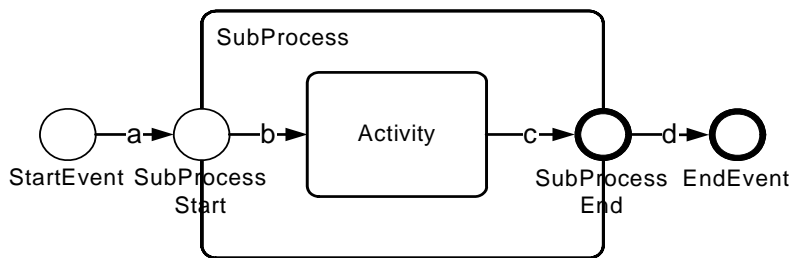 SubProcess
a
b
Activity
c
d
StartEvent
SubProcess
Start
SubProcess
End
EndEvent